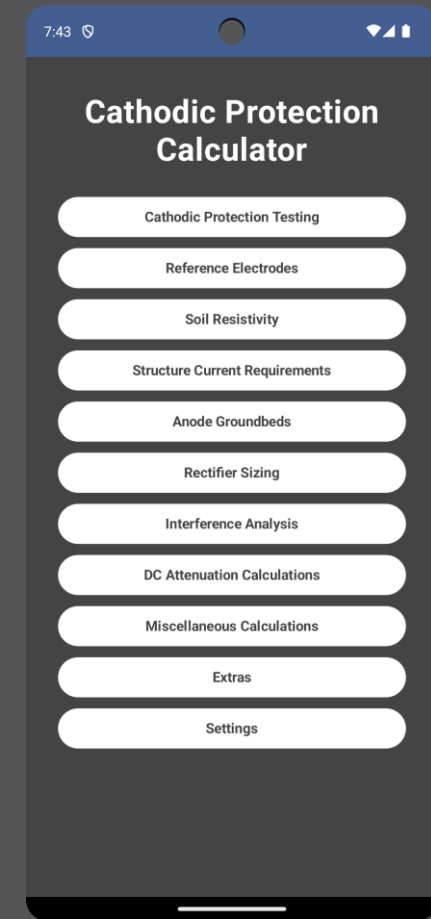 7:43
Cathodic Protection
Calculator
Cathodic Protection Testing
Reference Electrodes
Soil Resistivity
Structure Current Requirements
Anode Groundbeds
Rectifier Sizing
Interference Analysis
DC Attenuation Calculations
Miscellaneous Calculations
Extras
Settings